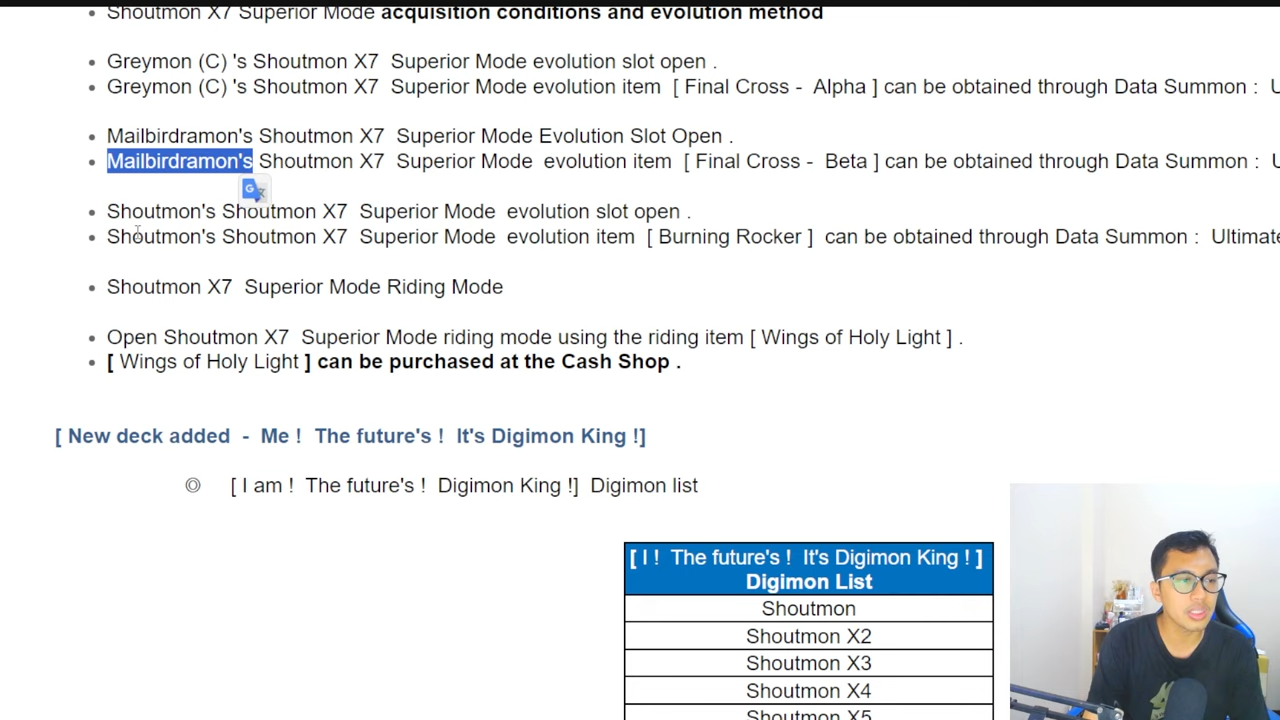 Shoutmon X7 Superior Mode acquisition conditions and evolution method
Greymon (C) 's Shoutmon X7 Superior Mode evolution slot open .
Greymon (C) 's Shoutmon X7 Superior Mode evolution item [ Final Cross - Alpha ] can be obtained through Data Summon : U
Mailbirdramon's Shoutmon X7 Superior Mode Evolution Slot Open .
Mailbirdramon's Shoutmon X7 Superior Mode evolution item [ Final Cross - Beta ] can be obtained through Data Summon : U
Shoutmon's Shoutmon X7 Superior Mode evolution slot open .
Shoutmon's Shoutmon X7 Superior Mode evolution item [ Burning Rocker ] can be obtained through Data Summon : Ultimate
Shoutmon X7 Superior Mode Riding Mode
Open Shoutmon X7 Superior Mode riding mode using the riding item [ Wings of Holy Light ] .
[ Wings of Holy Light ] can be purchased at the Cash Shop .
[ New deck added - Me ! The future's ! It's Digimon King !]
◎ [ I am ! The future's ! Digimon King !] Digimon list
[ I ! The future's ! It's Digimon King ! ]
Digimon List
Shoutmon
Shoutmon X2
Shoutmon X3
Shoutmon X4
Shoutmon X5